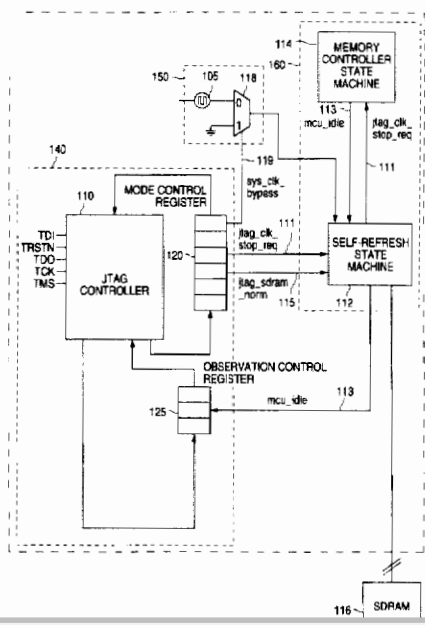 114
MEMORY
CONTROLLER
STATE
MACHINE
160
150
105
118
0
1
113
mcu_idle
jtag_clk_
stop_req
111
119
sys_clk_
bypass
140
110
MODE CONTROL
REGISTER
TDI
TRSTN
TDO
TCK
TMS
JTAG
CONTROLLER
120
jtag_clk_
stop_req
111
jtag_sdram
_norm
115
SELF-REFRESH
STATE
MACHINE
112
OBSERVATION CONTROL
REGISTER
125
mcu_idle
113
116
SDRAM